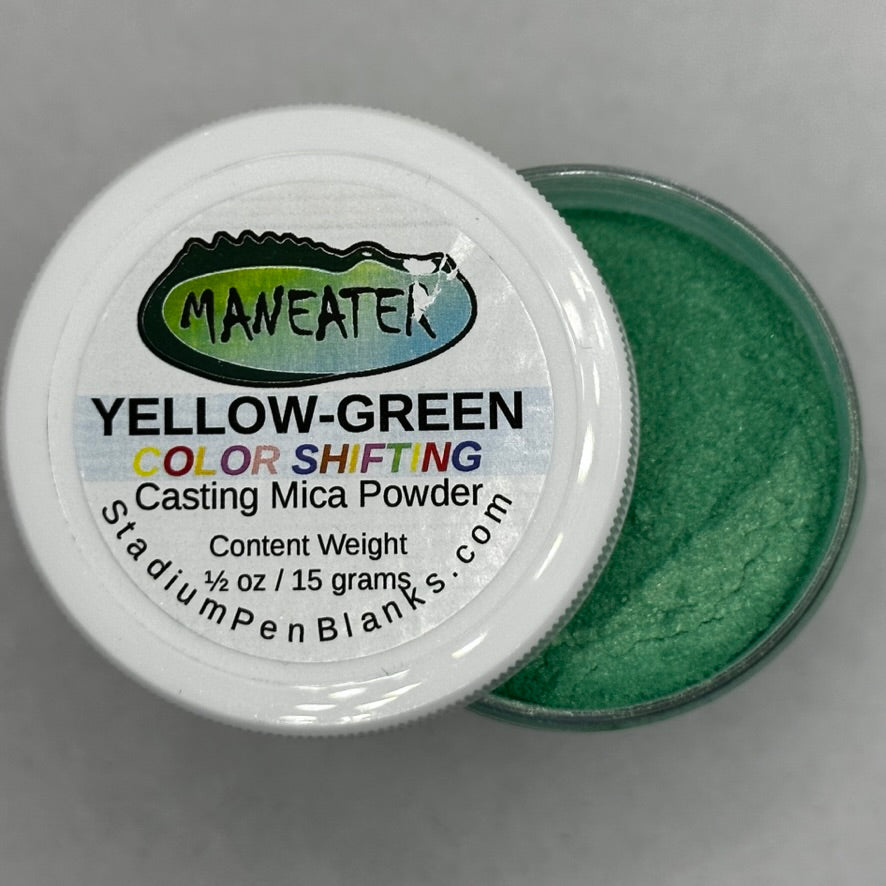 MANEATER
YELLOW-GREEN
COLOR SHIFTING
Casting Mica Powder
Content Weight
½ oz / 15 grams
StadiumPenBlanks.com